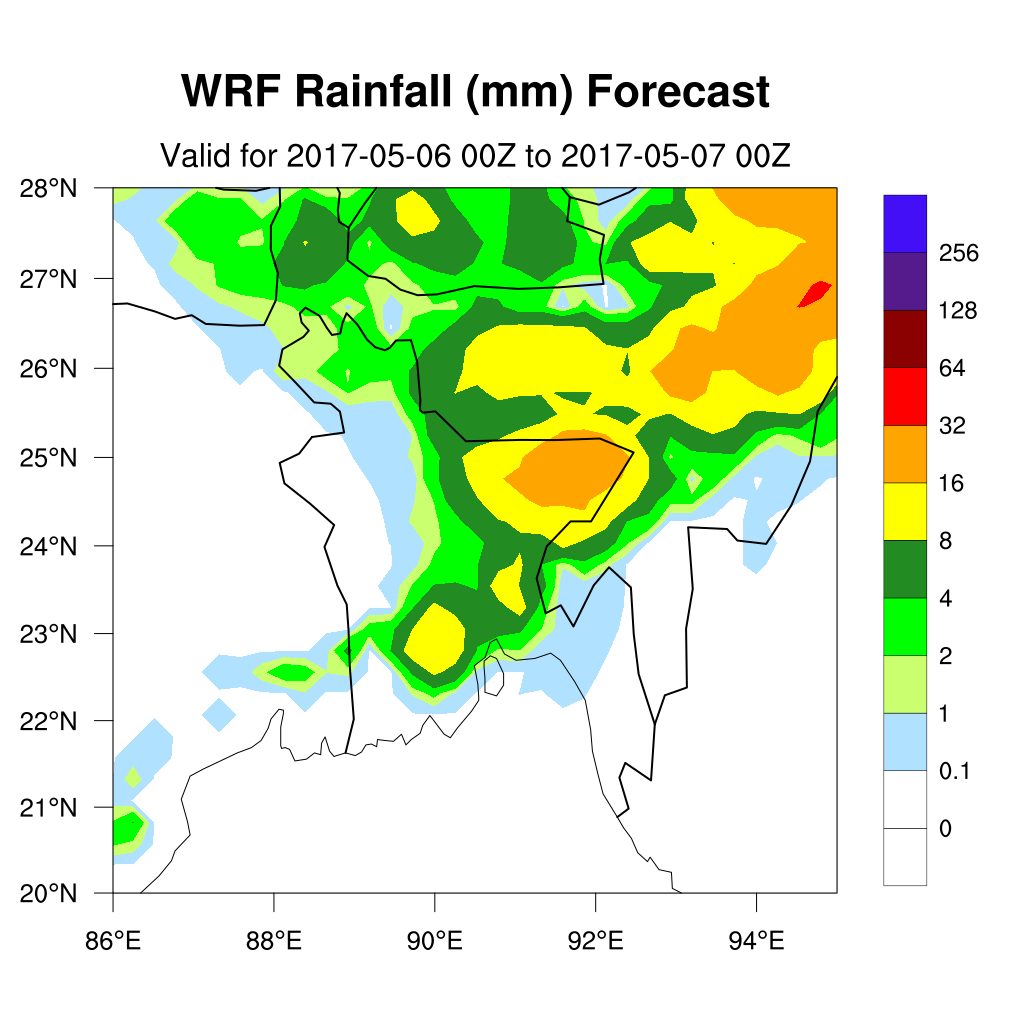 WRF Rainfall (mm) Forecast
Valid for 2017-05-06 00Z to 2017-05-07 00Z
28°N
27°N
26°N
25°N
24°N
23°N
22°N
21°N
20°N
86°E 88°E 90°E 92°E 94°E
256
128
64
32
16
8
4
2
1
0.1
0